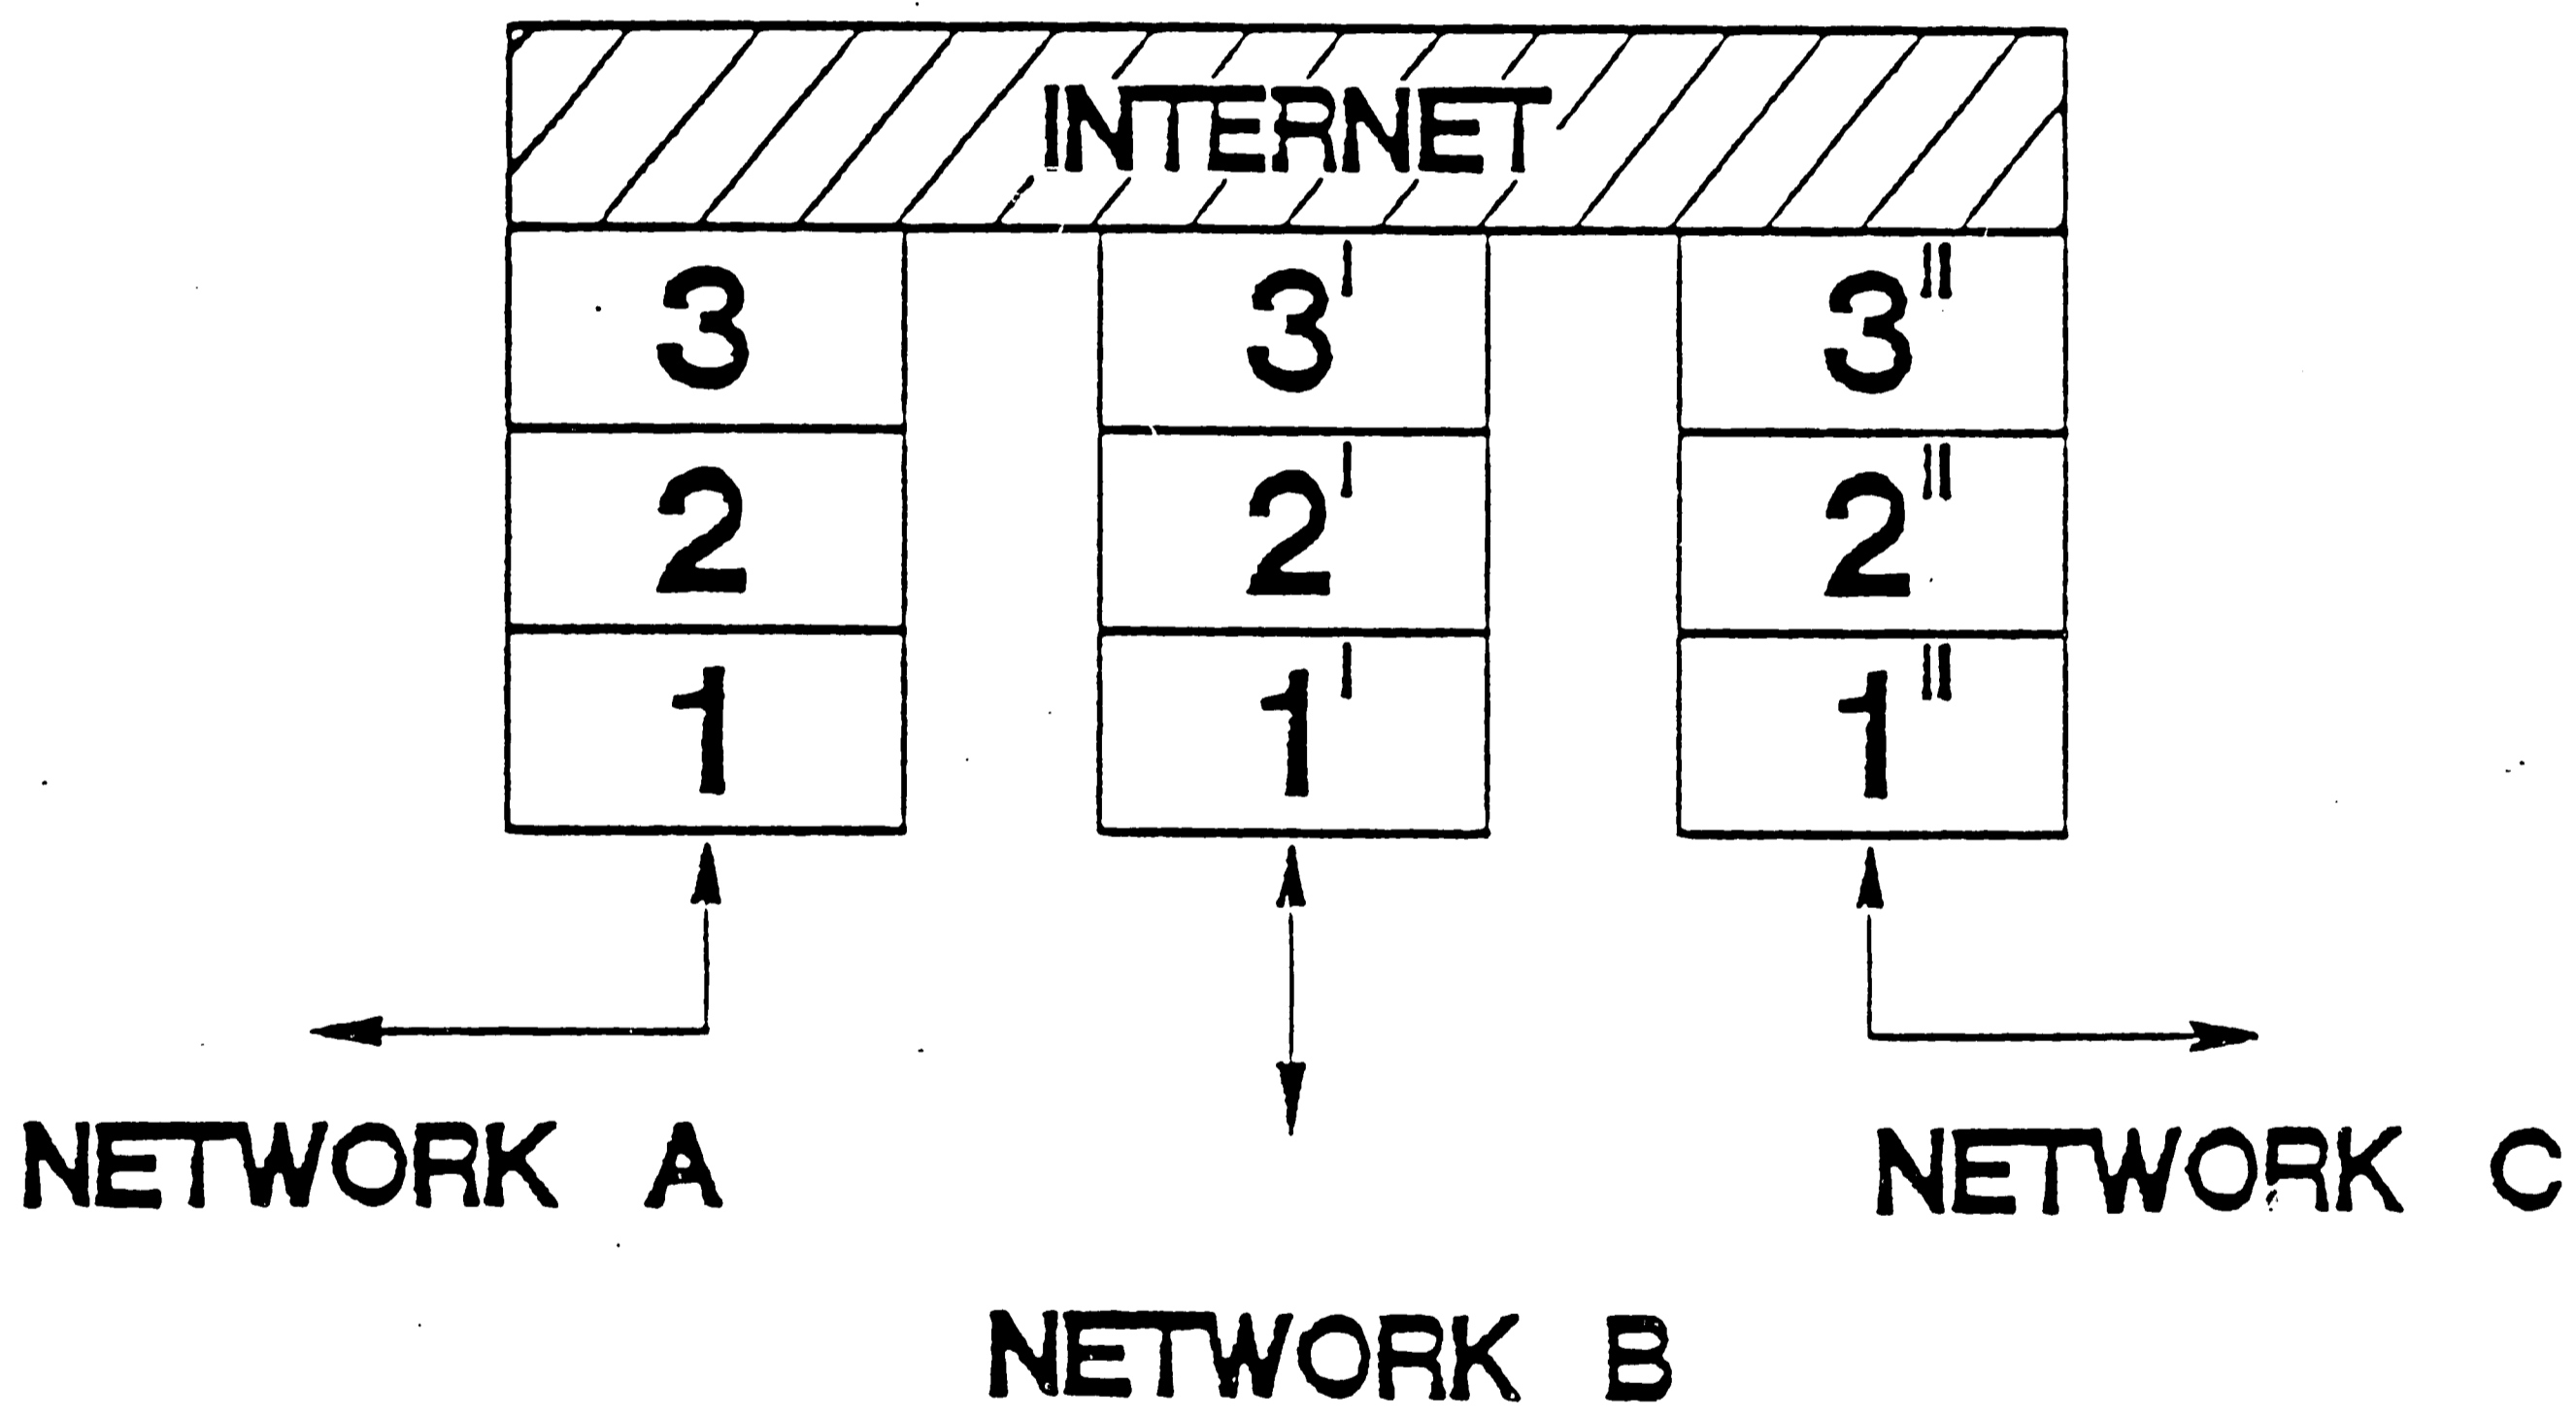 INTERNET
3 3' 3"
2 2' 2"
1 1' 1"
NETWORK A NETWORK C
NETWORK B